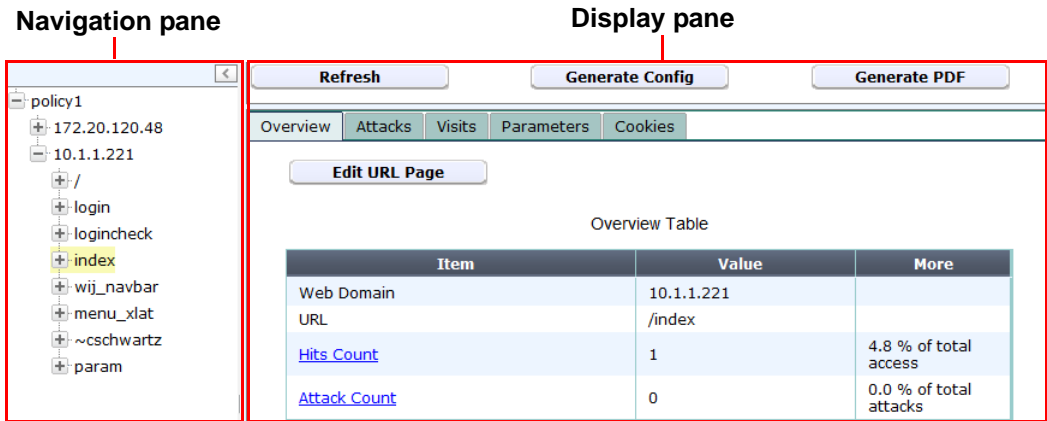 Navigation pane
Display pane
<
policy1
172.20.120.48
10.1.1.221
/
login
logincheck
index
wij_navbar
menu_xlat
~cschwartz
param
Refresh Generate Config Generate PDF
Overview Attacks Visits Parameters Cookies
Edit URL Page
Overview Table
Item Value More
Web Domain 10.1.1.221
URL /index
Hits Count 1 4.8 % of total
access
Attack Count 0 0.0 % of total
attacks